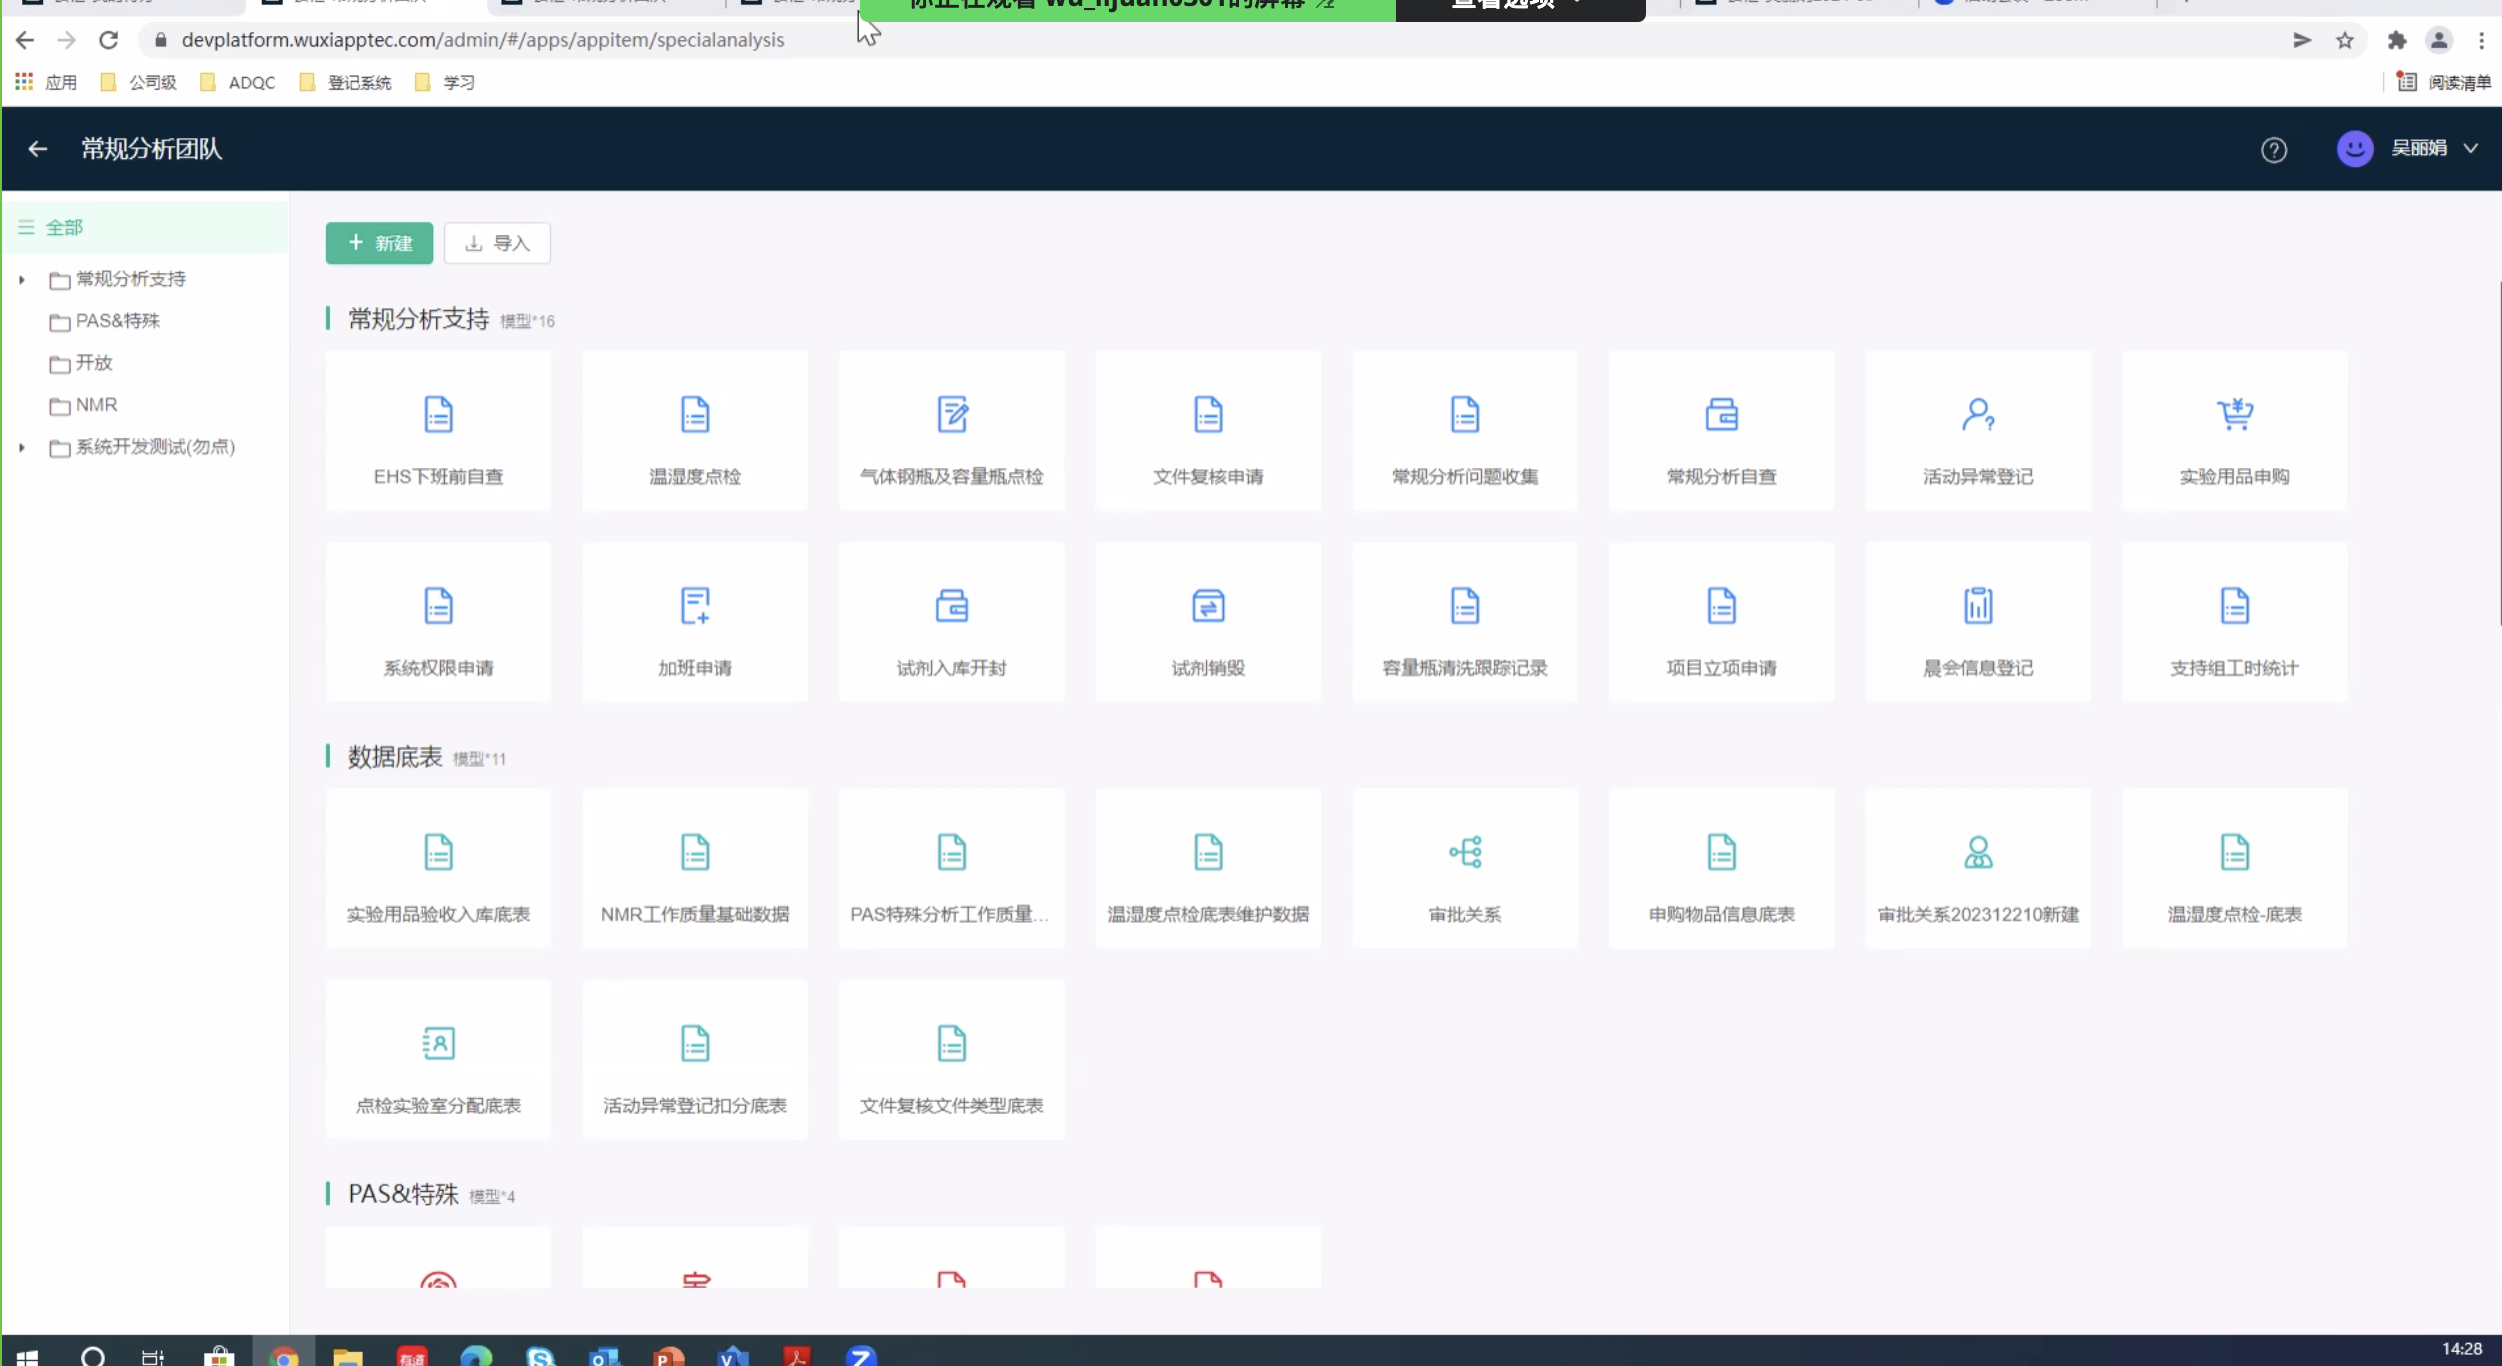 devplatform.wuxiapptec.com/admin/#/apps/appitem/specialanalysis
应用 公司级 ADQC 登记系统 学习 阅读清单
常规分析团队 吴丽娟
全部
常规分析支持
PAS&特殊
开放
NMR
系统开发测试(勿点)
新建 导入
常规分析支持 模型*16
EHS下班前自查 温湿度点检 气体钢瓶及容量瓶点检 文件复核申请 常规分析问题收集 常规分析自查 活动异常登记 实验用品申购
系统权限申请 加班申请 试剂入库开封 试剂销毁 容量瓶清洗跟踪记录 项目立项申请 晨会信息登记 支持组工时统计
数据底表 模型*11
实验用品验收入库底表 NMR工作质量基础数据 PAS特殊分析工作质量... 温湿度点检底表维护数据 审批关系 申购物品信息底表 审批关系202312210新建 温湿度点检-底表
点检实验室分配底表 活动异常登记扣分底表 文件复核文件类型底表
PAS&特殊 模型*4
14:28